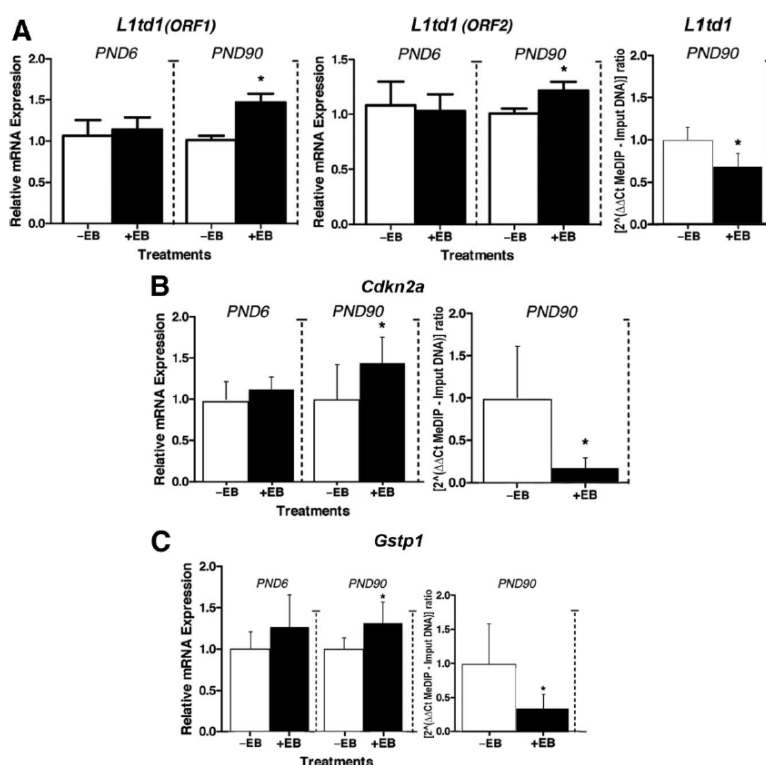 A
L1td1(ORF1)
L1td1 (ORF2)
L1td1
PND6 PND90
PND6 PND90
PND90
Relative mRNA Expression
2.0
1.5
1.0
0.5
0.0
*
−EB +EB −EB +EB
Treatments
Relative mRNA Expression
1.5
1.0
0.5
0.0
*
−EB +EB −EB +EB
Treatments
[2^(ΔΔCt MeDIP - Imput DNA)] ratio
2.0
1.5
1.0
0.5
0.0
*
−EB +EB
B
Cdkn2a
PND6 PND90
PND90
Relative mRNA Expression
2.0
1.5
1.0
0.5
0.0
*
−EB +EB −EB +EB
Treatments
[2^(ΔΔCt MeDIP - Imput DNA)] ratio
2.0
1.5
1.0
0.5
0.0
*
−EB +EB
C
Gstp1
PND6 PND90
PND90
Relative mRNA Expression
2.0
1.5
1.0
0.5
0.0
*
−EB +EB −EB +EB
Treatments
[2^(ΔΔCt MeDIP - Imput DNA)] ratio
2.0
1.5
1.0
0.5
0.0
*
−EB +EB